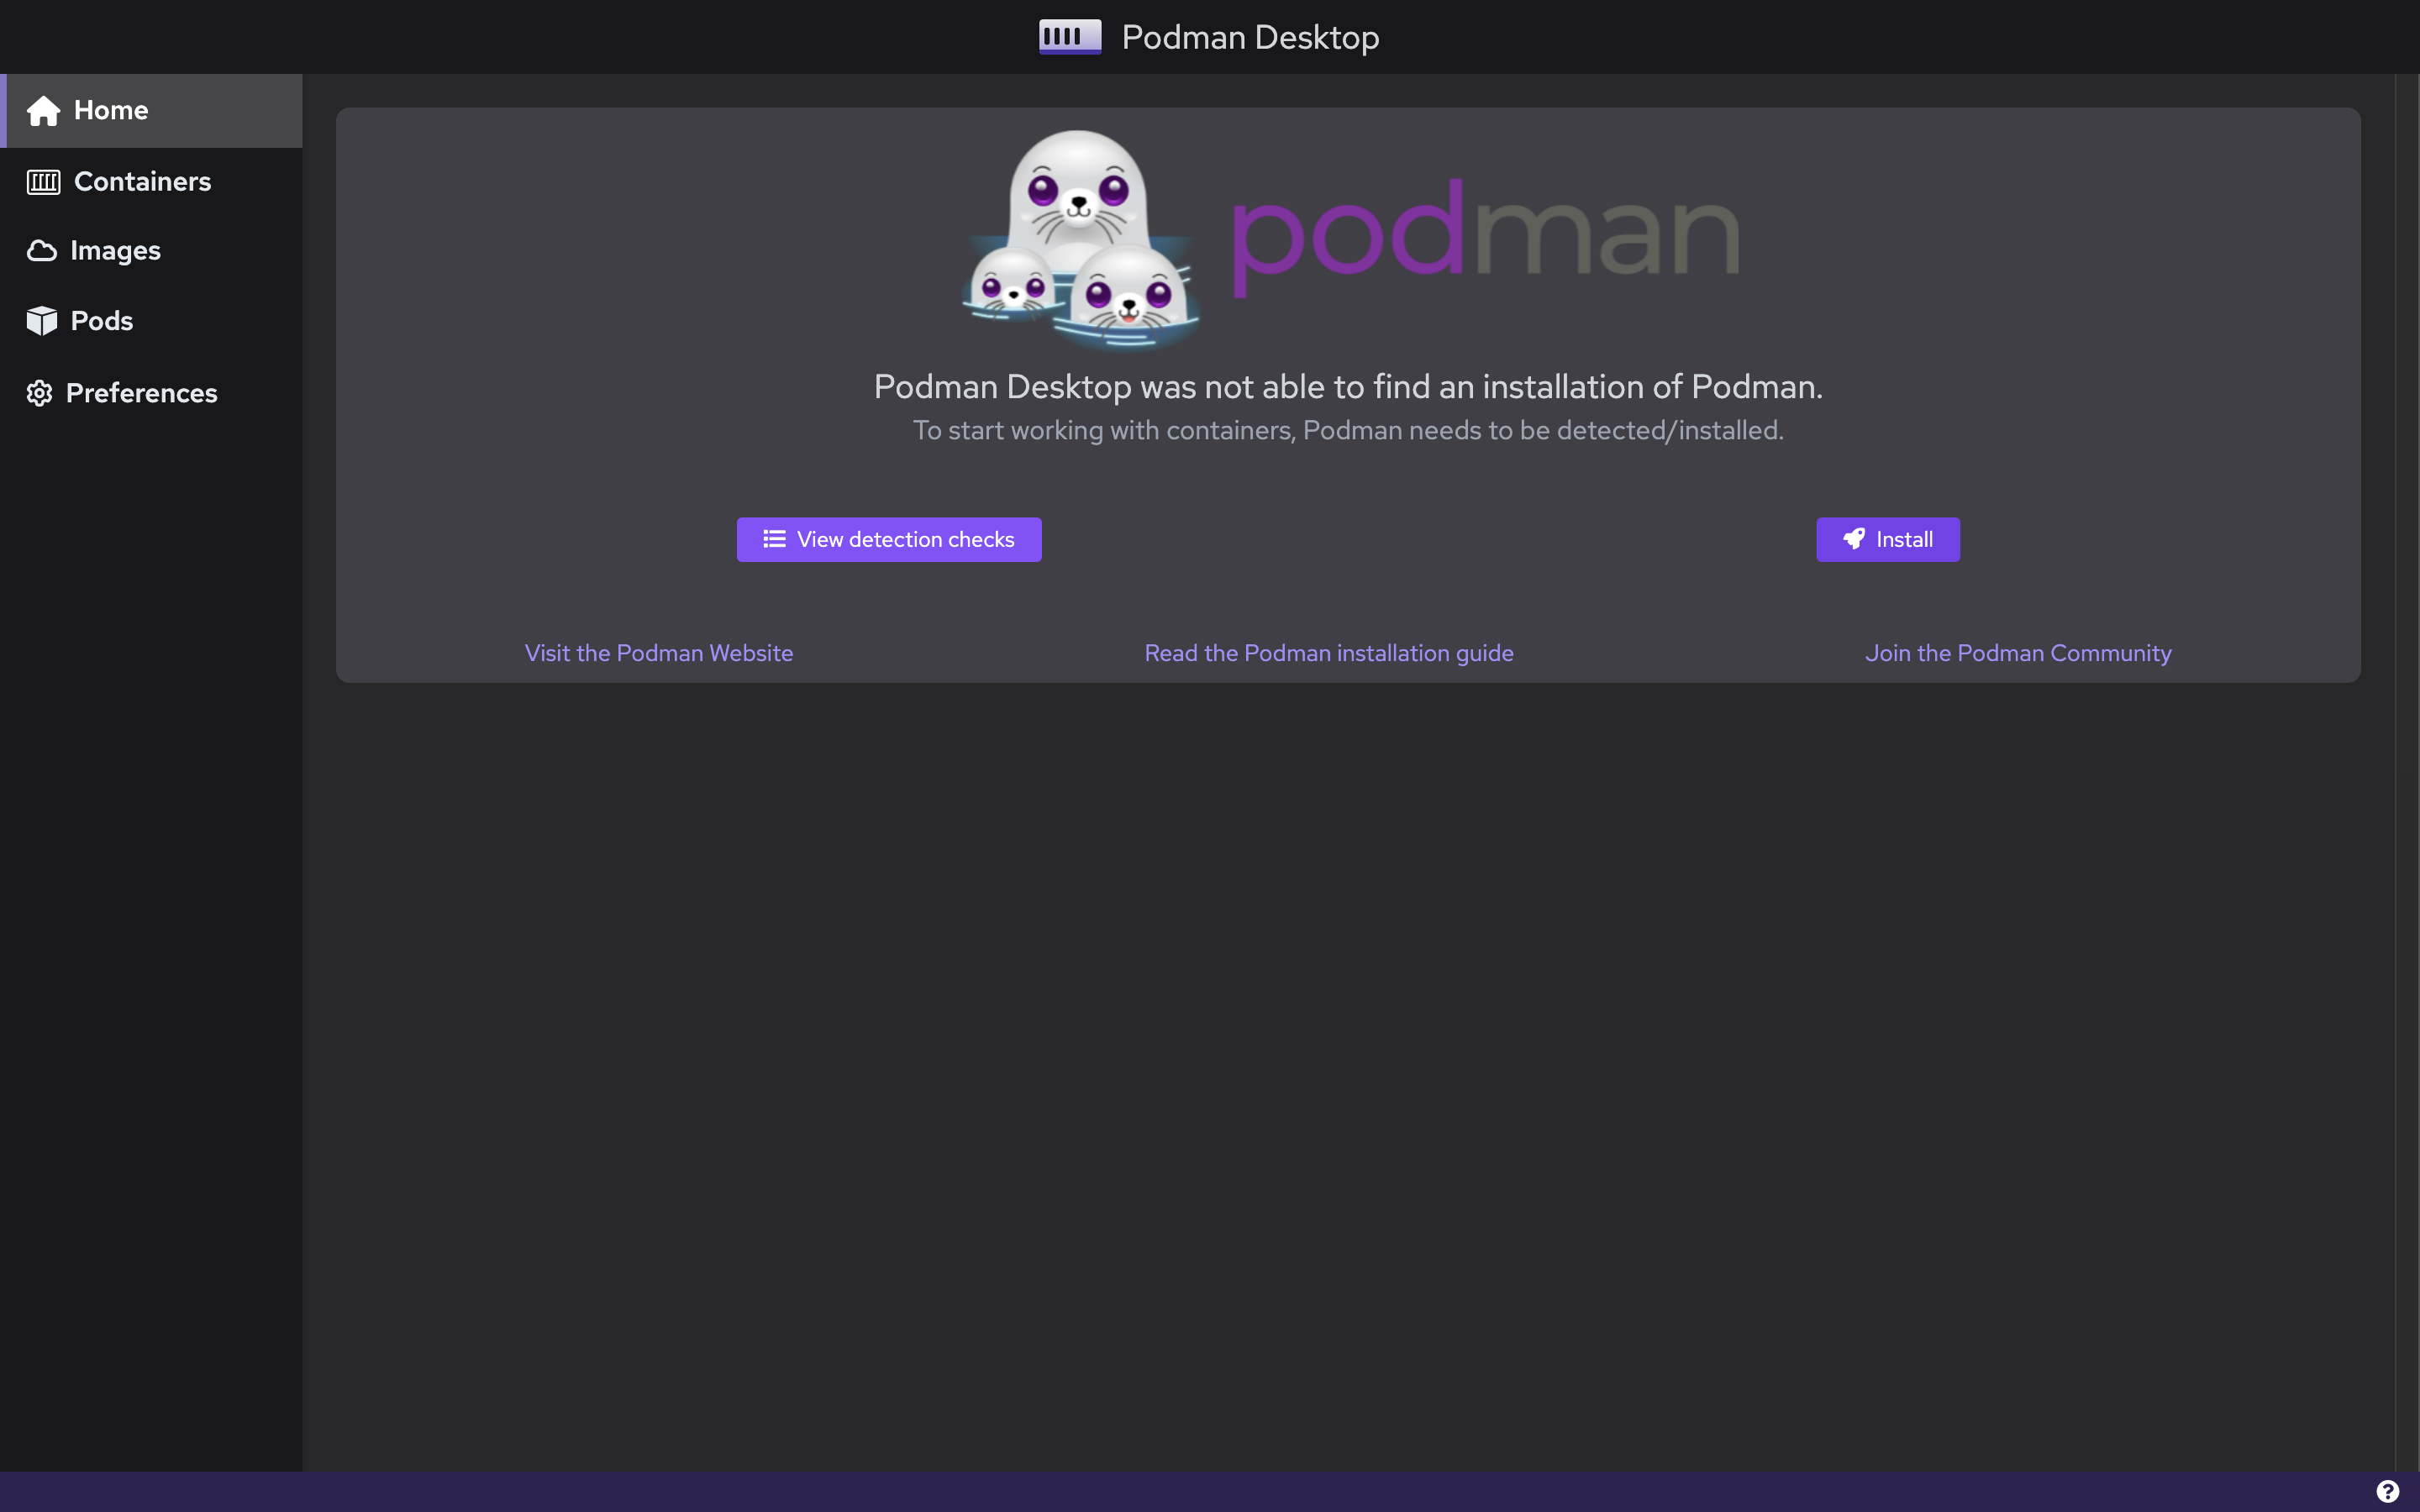 Podman Desktop
Home
Containers
Images
Pods
Preferences
podman
Podman Desktop was not able to find an installation of Podman.
To start working with containers, Podman needs to be detected/installed.
View detection checks
Install
Visit the Podman Website
Read the Podman installation guide
Join the Podman Community
?